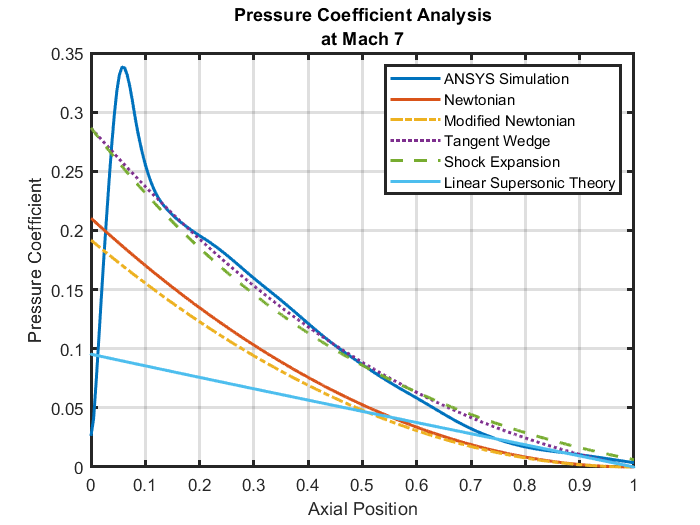 Pressure Coefficient Analysis
at Mach 7
0.35
0.3
0.25
0.2
0.15
0.1
0.05
0
Pressure Coefficient
ANSYS Simulation
Newtonian
Modified Newtonian
Tangent Wedge
Shock Expansion
Linear Supersonic Theory
0 0.1 0.2 0.3 0.4 0.5 0.6 0.7 0.8 0.9 1
Axial Position